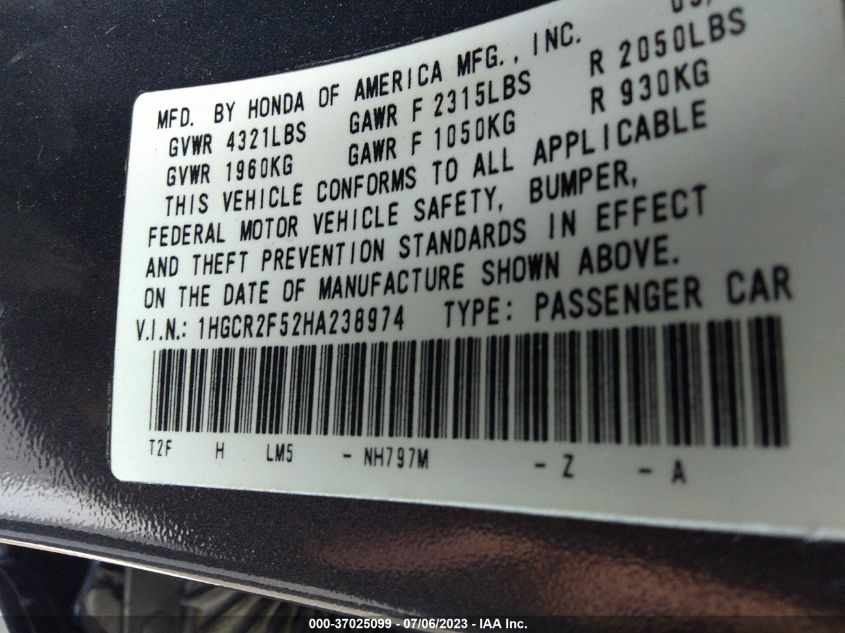 MFD. BY HONDA OF AMERICA MFG., INC.
GVWR 4321LBS GAWR F 2315LBS R 2050LBS
GVWR 1960KG GAWR F 1050KG R 930KG
THIS VEHICLE CONFORMS TO ALL APPLICABLE
FEDERAL MOTOR VEHICLE SAFETY, BUMPER,
AND THEFT PREVENTION STANDARDS IN EFFECT
ON THE DATE OF MANUFACTURE SHOWN ABOVE.
V.I.N.: 1HGCR2F52HA238974 TYPE: PASSENGER CAR
T2F H LM5 - NH797M - Z - A
000-37025099 - 07/06/2023 - IAA Inc.